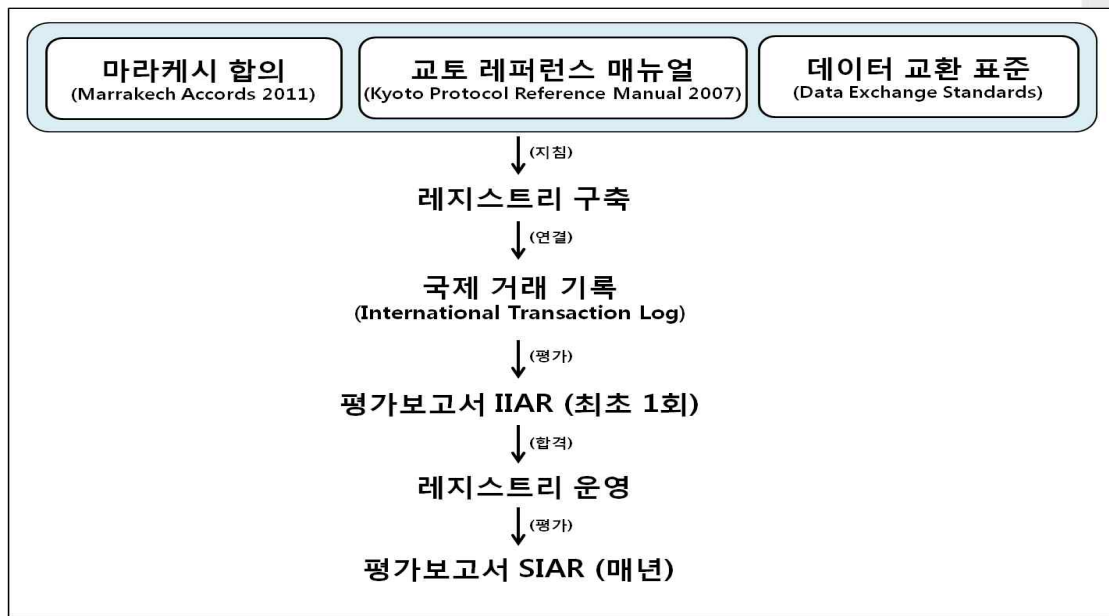 마라케시 합의
(Marrakech Accords 2011)
교토 레퍼런스 매뉴얼
(Kyoto Protocol Reference Manual 2007)
데이터 교환 표준
(Data Exchange Standards)
(지침)
레지스트리 구축
(연결)
국제 거래 기록
(International Transaction Log)
(평가)
평가보고서 IIAR (최초 1회)
(합격)
레지스트리 운영
(평가)
평가보고서 SIAR (매년)